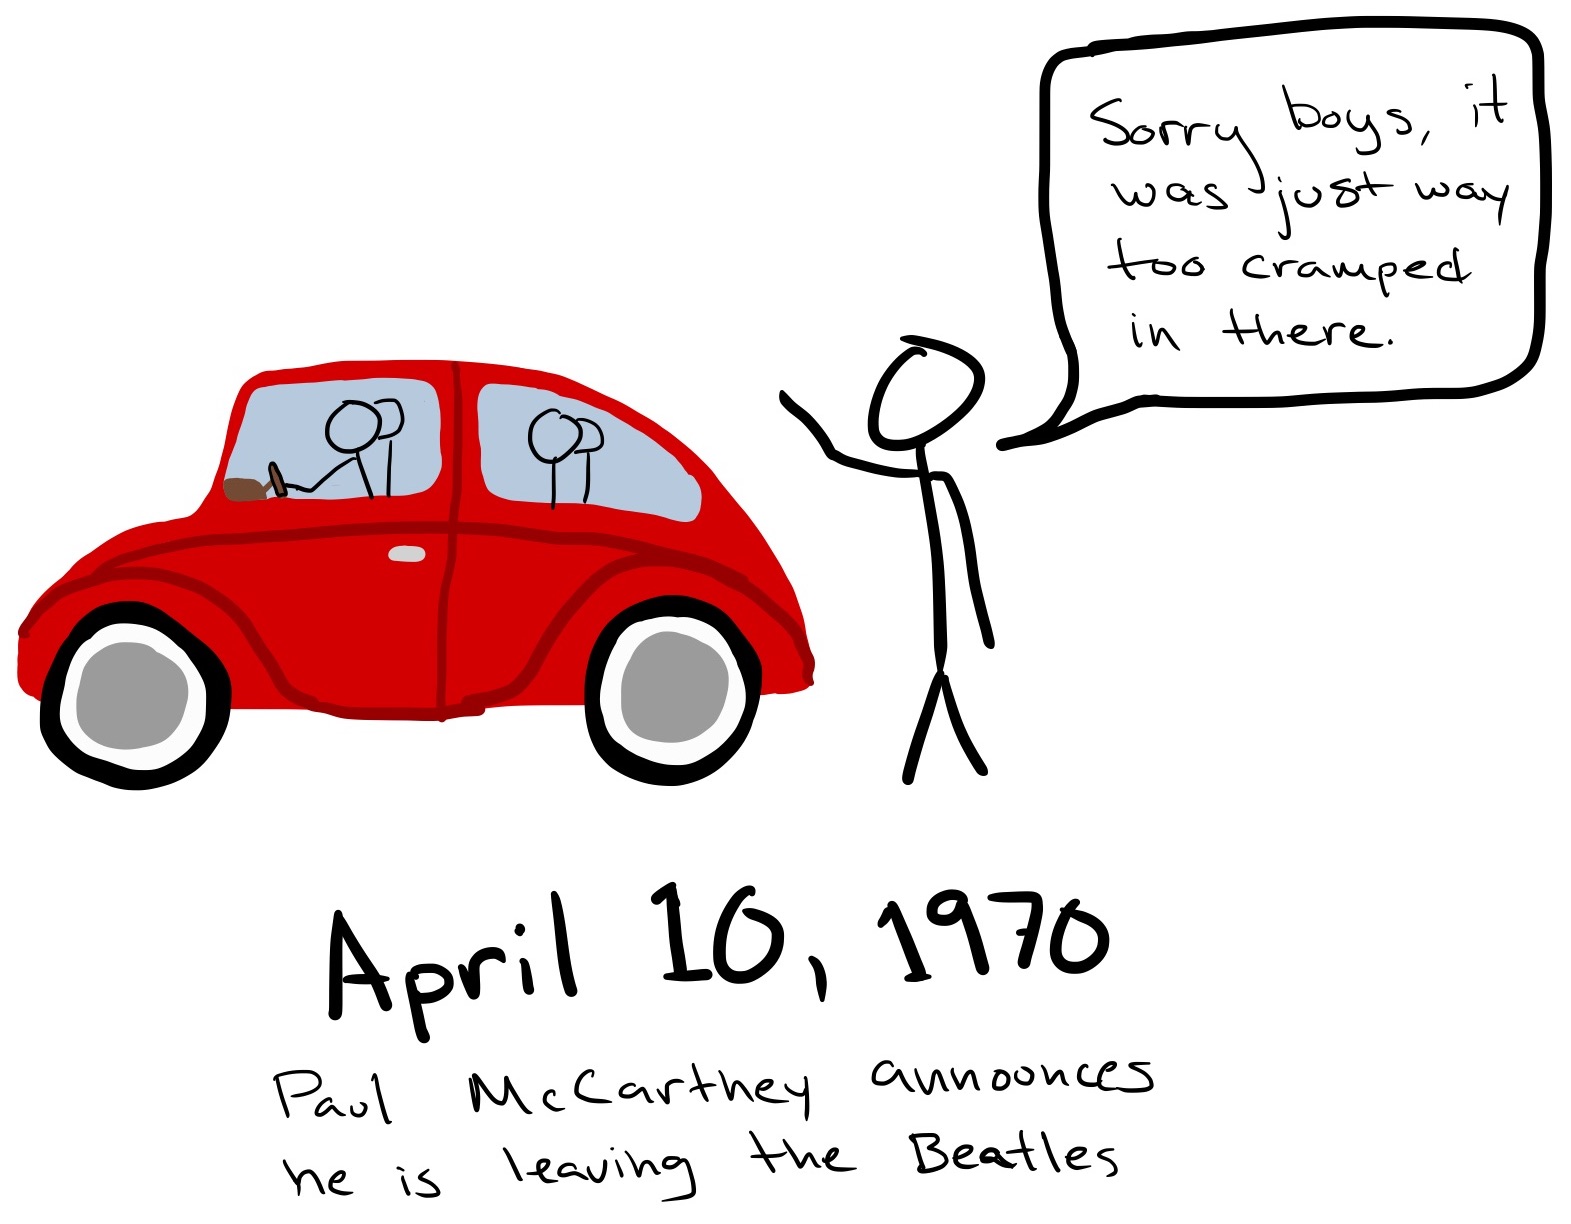 Sorry boys, it
was just way
too cramped
in there.
April 10, 1970
Paul McCarthey announces
he is leaving the Beatles